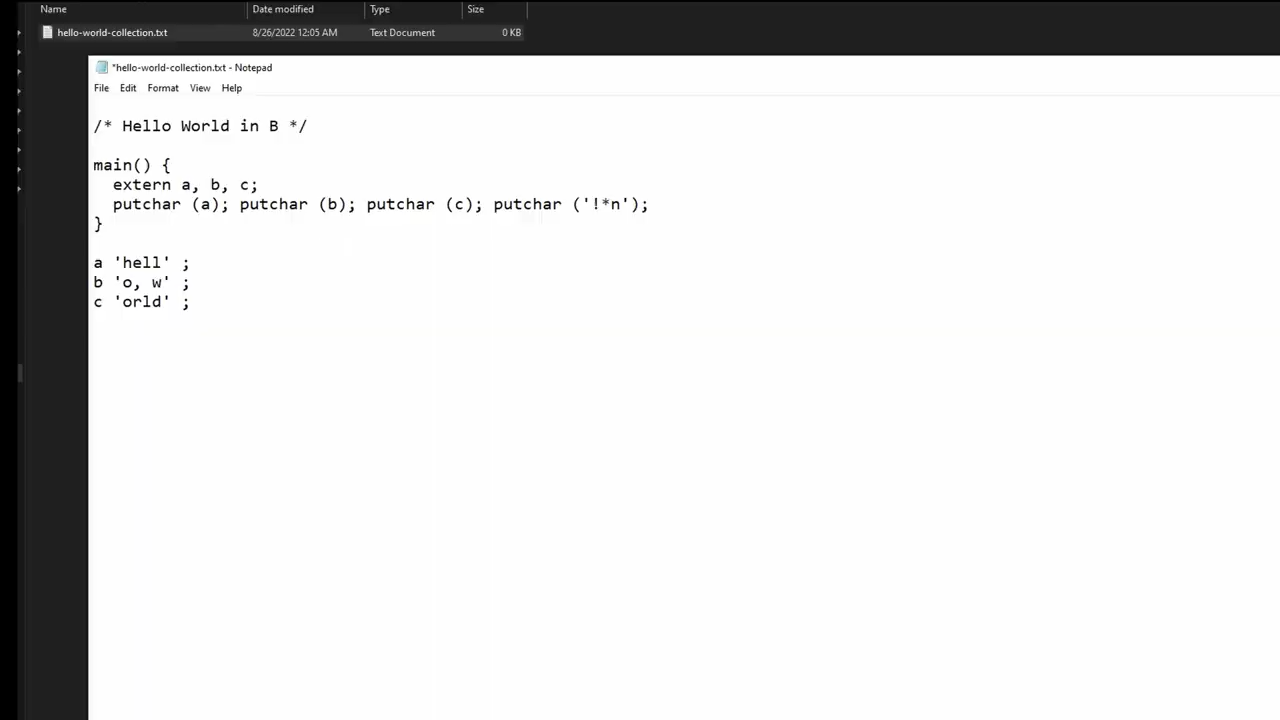 Name Date modified Type Size
hello-world-collection.txt 8/26/2022 12:05 AM Text Document 0 KB
*hello-world-collection.txt - Notepad
File Edit Format View Help
/* Hello World in B */
main() {
  extern a, b, c;
  putchar (a); putchar (b); putchar (c); putchar ('!*n');
}
a 'hell' ;
b 'o, w' ;
c 'orld' ;